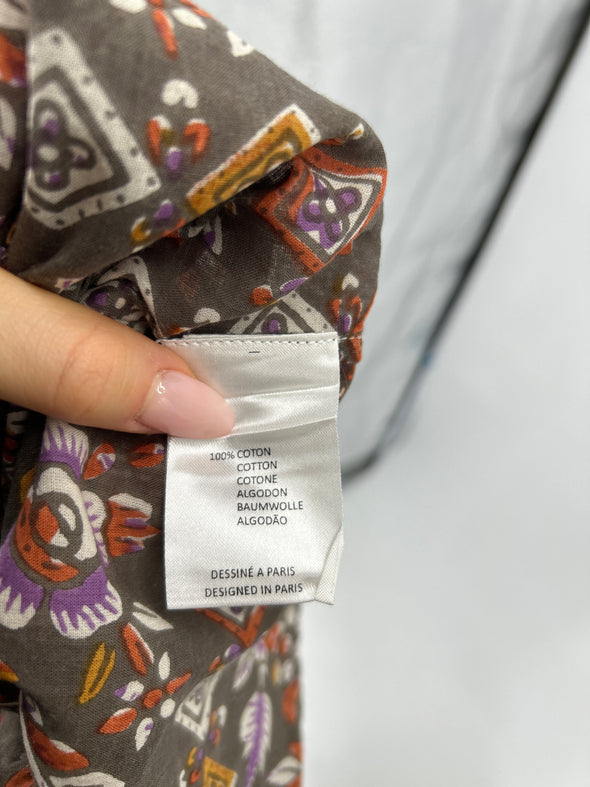 100% COTON
COTTON
COTONE
ALGODON
BAUMWOLLE
ALGODÃO
DESSINÉ A PARIS
DESIGNED IN PARIS